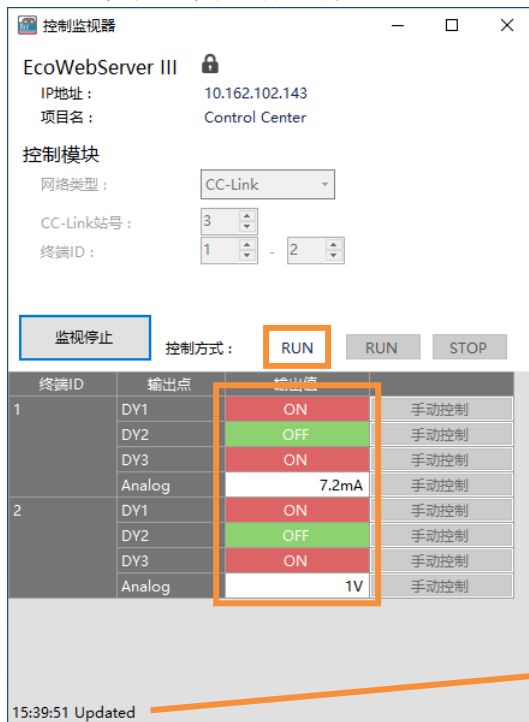 控制监视器
EcoWebServer III
IP地址： 10.162.102.143
项目名： Control Center
控制模块
网络类型： CC-Link
CC-Link站号： 3
终端ID： 1 - 2
监视停止 控制方式： RUN RUN STOP
终端ID 输出点 输出值
1 DY1 ON 手动控制
DY2 OFF 手动控制
DY3 ON 手动控制
Analog 7.2mA 手动控制
2 DY1 ON 手动控制
DY2 OFF 手动控制
DY3 ON 手动控制
Analog 1V 手动控制
15:39:51 Updated